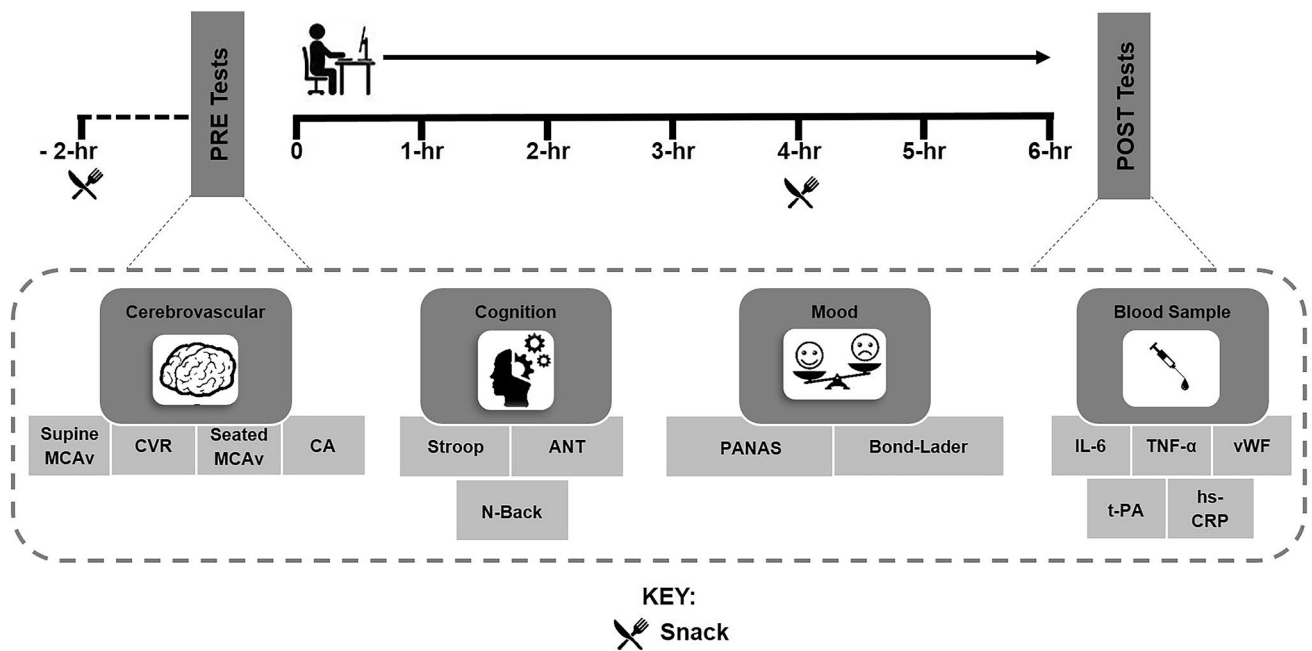 PRE Tests
POST Tests
- 2-hr
0
1-hr
2-hr
3-hr
4-hr
5-hr
6-hr
Cerebrovascular
Cognition
Mood
Blood Sample
Supine
MCAv
CVR
Seated
MCAv
CA
Stroop
ANT
N-Back
PANAS
Bond-Lader
IL-6
TNF-α
vWF
t-PA
hs-
CRP
KEY:
Snack